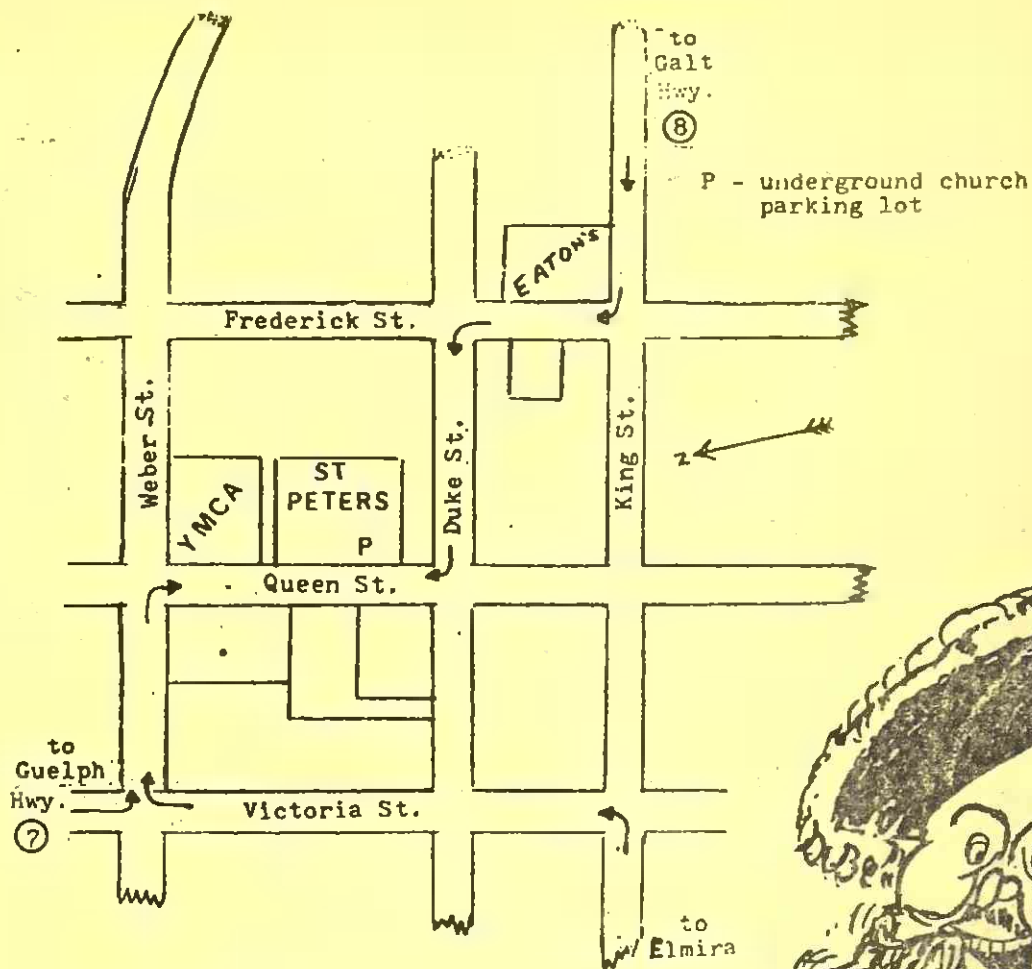 to
Galt
Hwy.
8
P - underground church
parking lot
EATON'S
Frederick St.
Weber St.
Duke St.
King St.
N
YMCA
ST
PETERS
P
Queen St.
to
Guelph
Hwy.
7
Victoria St.
to
Elmira